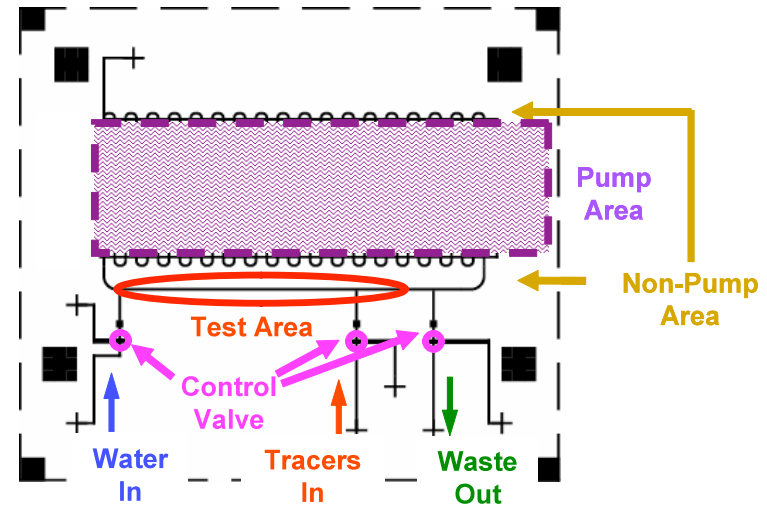 Pump
Area
Non-Pump
Area
Test Area
Control
Valve
Water
In
Tracers
In
Waste
Out